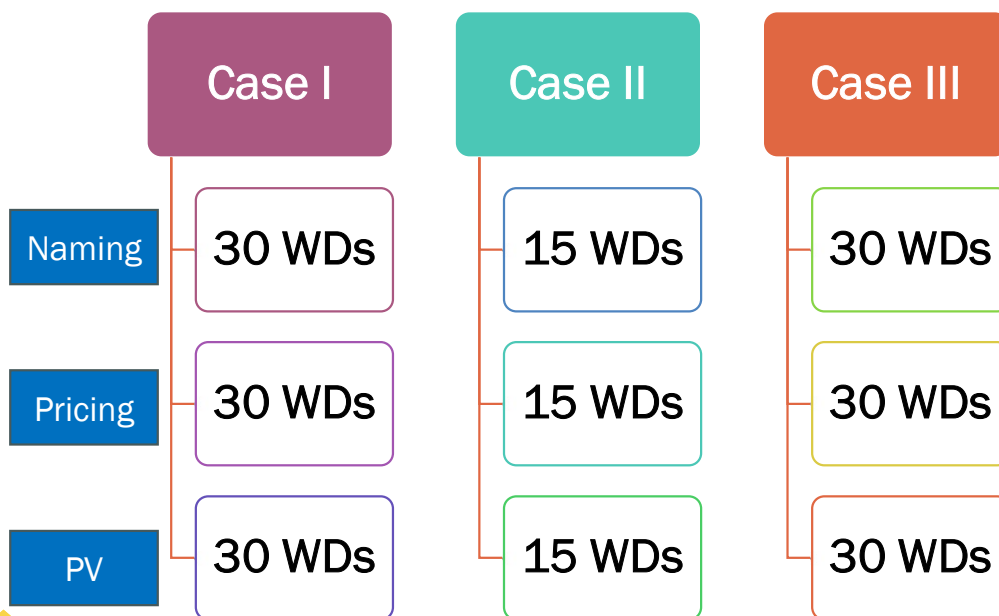 Case I
Case II
Case III
Naming
30 WDs
15 WDs
30 WDs
Pricing
30 WDs
15 WDs
30 WDs
PV
30 WDs
15 WDs
30 WDs